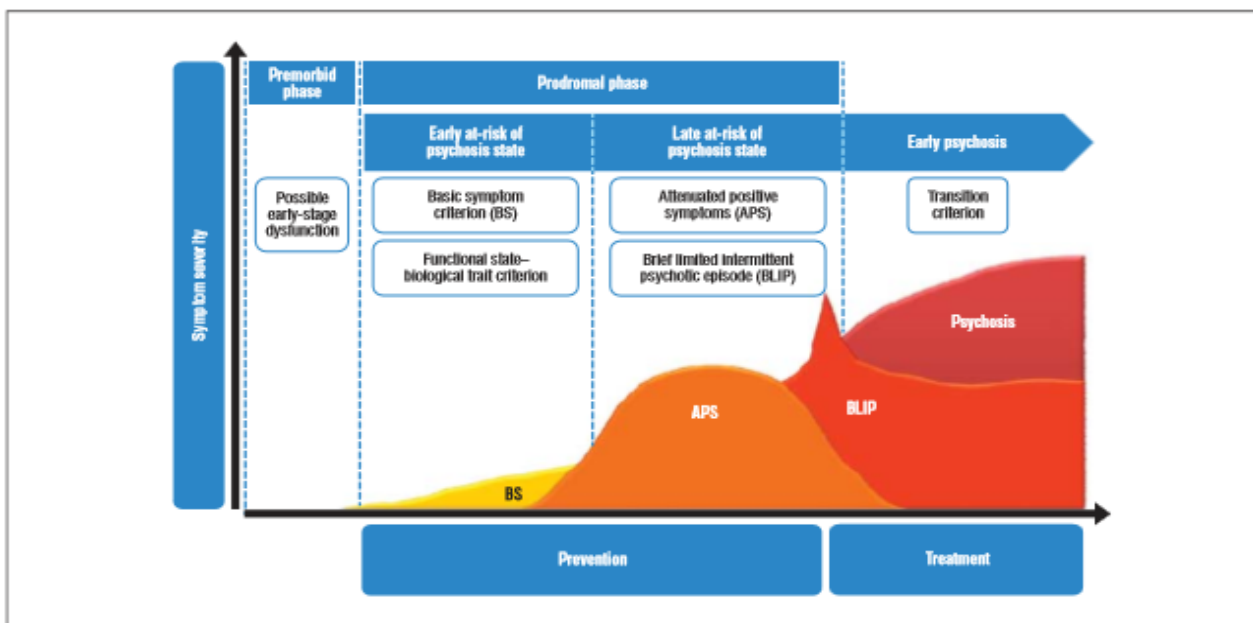 Symptom severity
Premorbid
phase
Prodromal phase
Early at-risk of
psychosis state
Late at-risk of
psychosis state
Early psychosis
Possible
early-stage
dysfunction
Basic symptom
criterion (BS)
Attenuated positive
symptoms (APS)
Transition
criterion
Functional state–
biological trait criterion
Brief limited intermittent
psychotic episode (BLIP)
Psychosis
APS
BLIP
BS
Prevention
Treatment